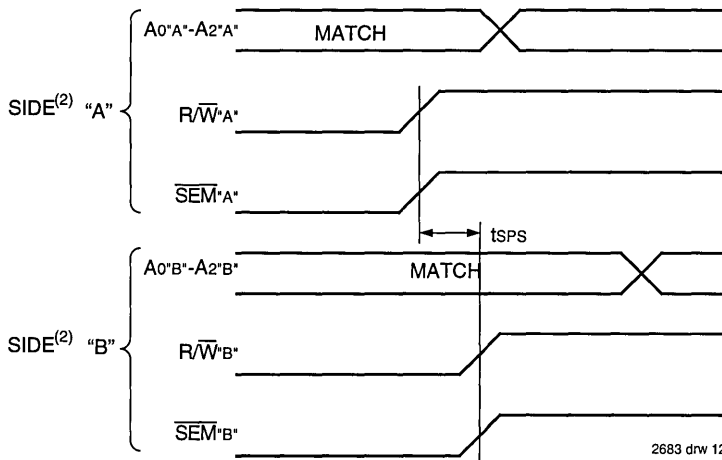 A0"A"-A2"A" MATCH
SIDE(2) "A"
R/W"A"
SEM"A"
tSPS
A0"B"-A2"B" MATCH
SIDE(2) "B"
R/W"B"
SEM"B"
2683 drw 12